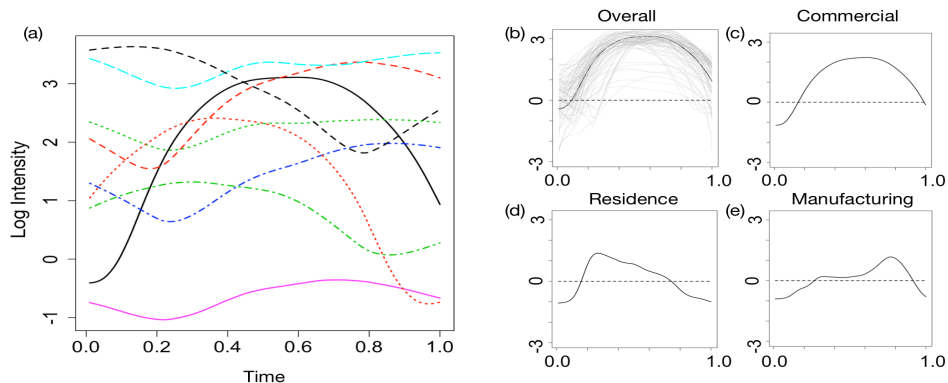 (a)
Log Intensity
3
2
1
0
-1
0.0 0.2 0.4 0.6 0.8 1.0
Time
(b) Overall
3
0
-3
0.0 1.0
(c) Commercial
3
0
-3
0.0 1.0
(d) Residence
3
0
-3
0.0 1.0
(e) Manufacturing
3
0
-3
0.0 1.0